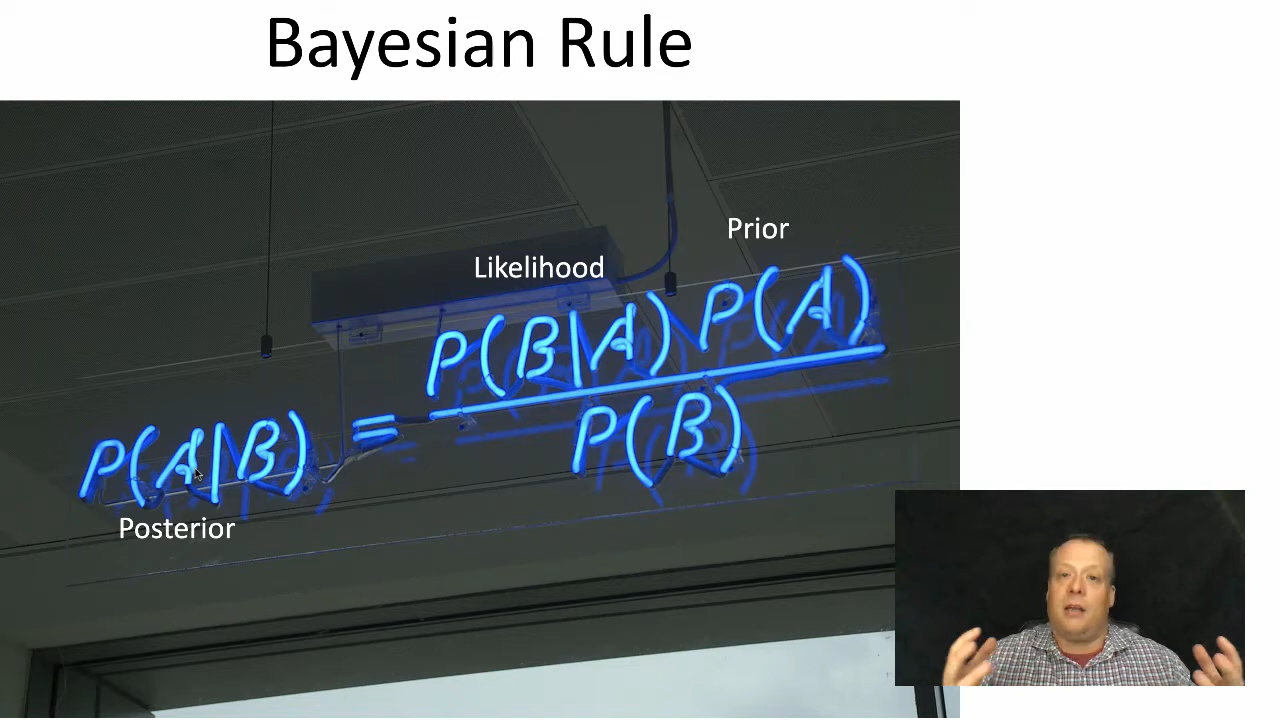 Bayesian Rule
Prior
Likelihood
P(A|B) = P(B|A) P(A)
P(B)
Posterior